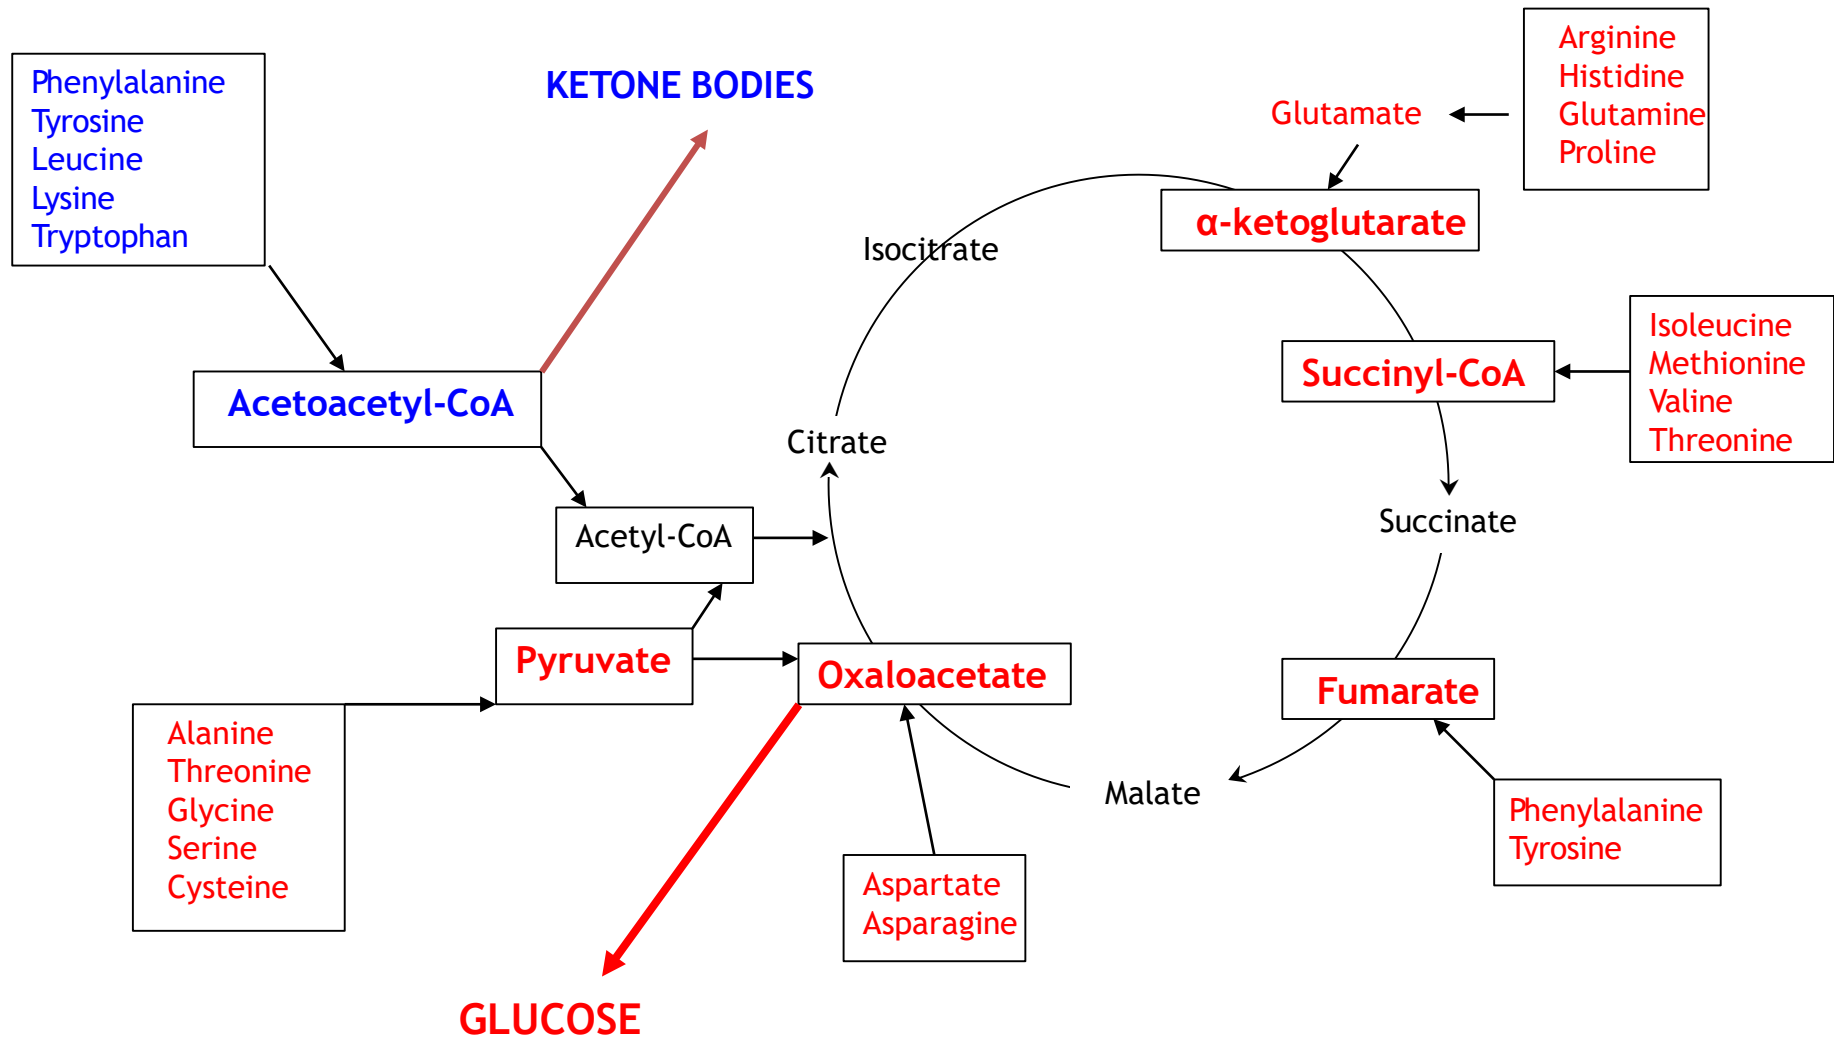 Phenylalanine
Tyrosine
Leucine
Lysine
Tryptophan
KETONE BODIES
Glutamate
Arginine
Histidine
Glutamine
Proline
α-ketoglutarate
Isocitrate
Acetoacetyl-CoA
Succinyl-CoA
Isoleucine
Methionine
Valine
Threonine
Citrate
Acetyl-CoA
Succinate
Pyruvate
Oxaloacetate
Fumarate
Alanine
Threonine
Glycine
Serine
Cysteine
Malate
Aspartate
Asparagine
Phenylalanine
Tyrosine
GLUCOSE